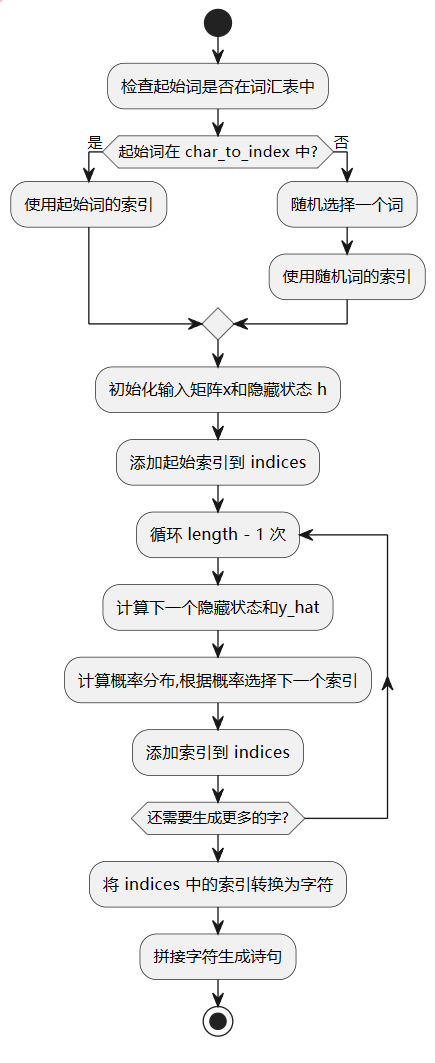 检查起始词是否在词汇表中
是
起始词在 char_to_index 中?
否
使用起始词的索引
随机选择一个词
使用随机词的索引
初始化输入矩阵x和隐藏状态 h
添加起始索引到 indices
循环 length - 1 次
计算下一个隐藏状态和y_hat
计算概率分布,根据概率选择下一个索引
添加索引到 indices
还需要生成更多的字?
将 indices 中的索引转换为字符
拼接字符生成诗句